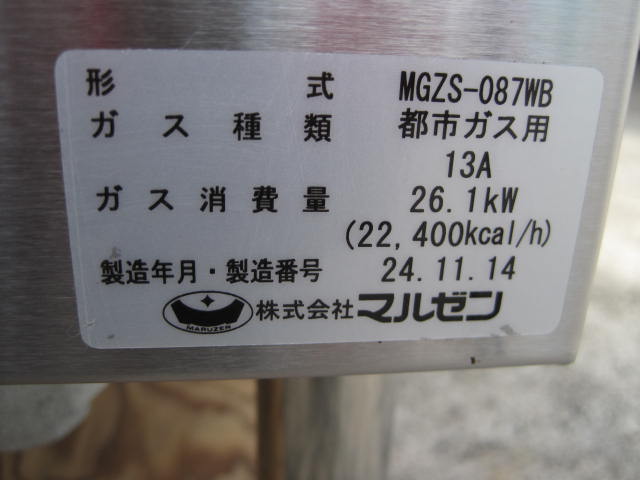 形式 MGZS-087WB
ガス種類 都市ガス用
13A
ガス消費量 26.1kW
(22,400kcal/h)
製造年月・製造番号 24.11.14
MARUZEN 株式会社 マルゼン